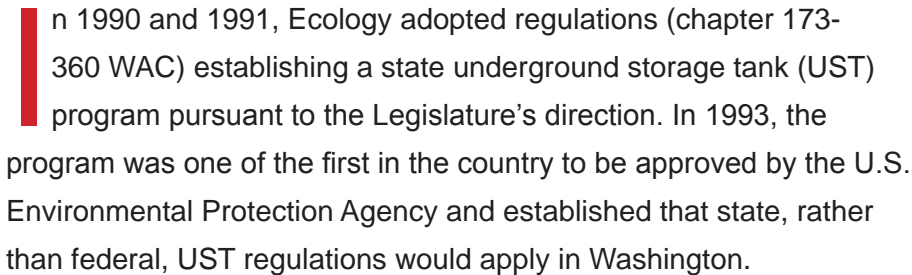 In 1990 and 1991, Ecology adopted regulations (chapter 173-
360 WAC) establishing a state underground storage tank (UST)
program pursuant to the Legislature’s direction. In 1993, the
program was one of the first in the country to be approved by the U.S.
Environmental Protection Agency and established that state, rather
than federal, UST regulations would apply in Washington.